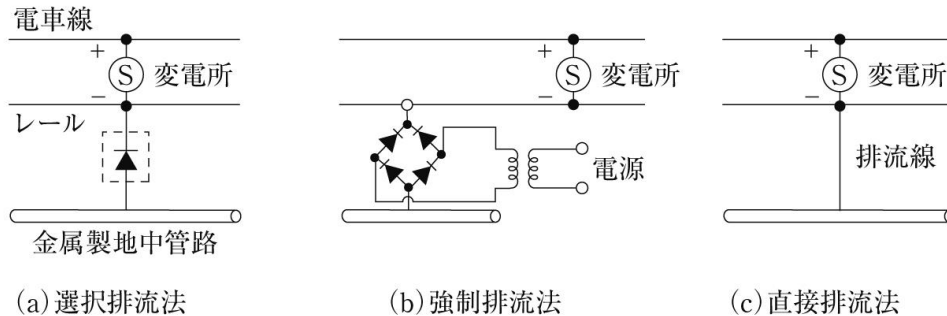 電車線
+
S 変電所
−
レール
金属製地中管路
(a)選択排流法
+
S 変電所
−
電源
(b)強制排流法
+
S 変電所
−
排流線
(c)直接排流法